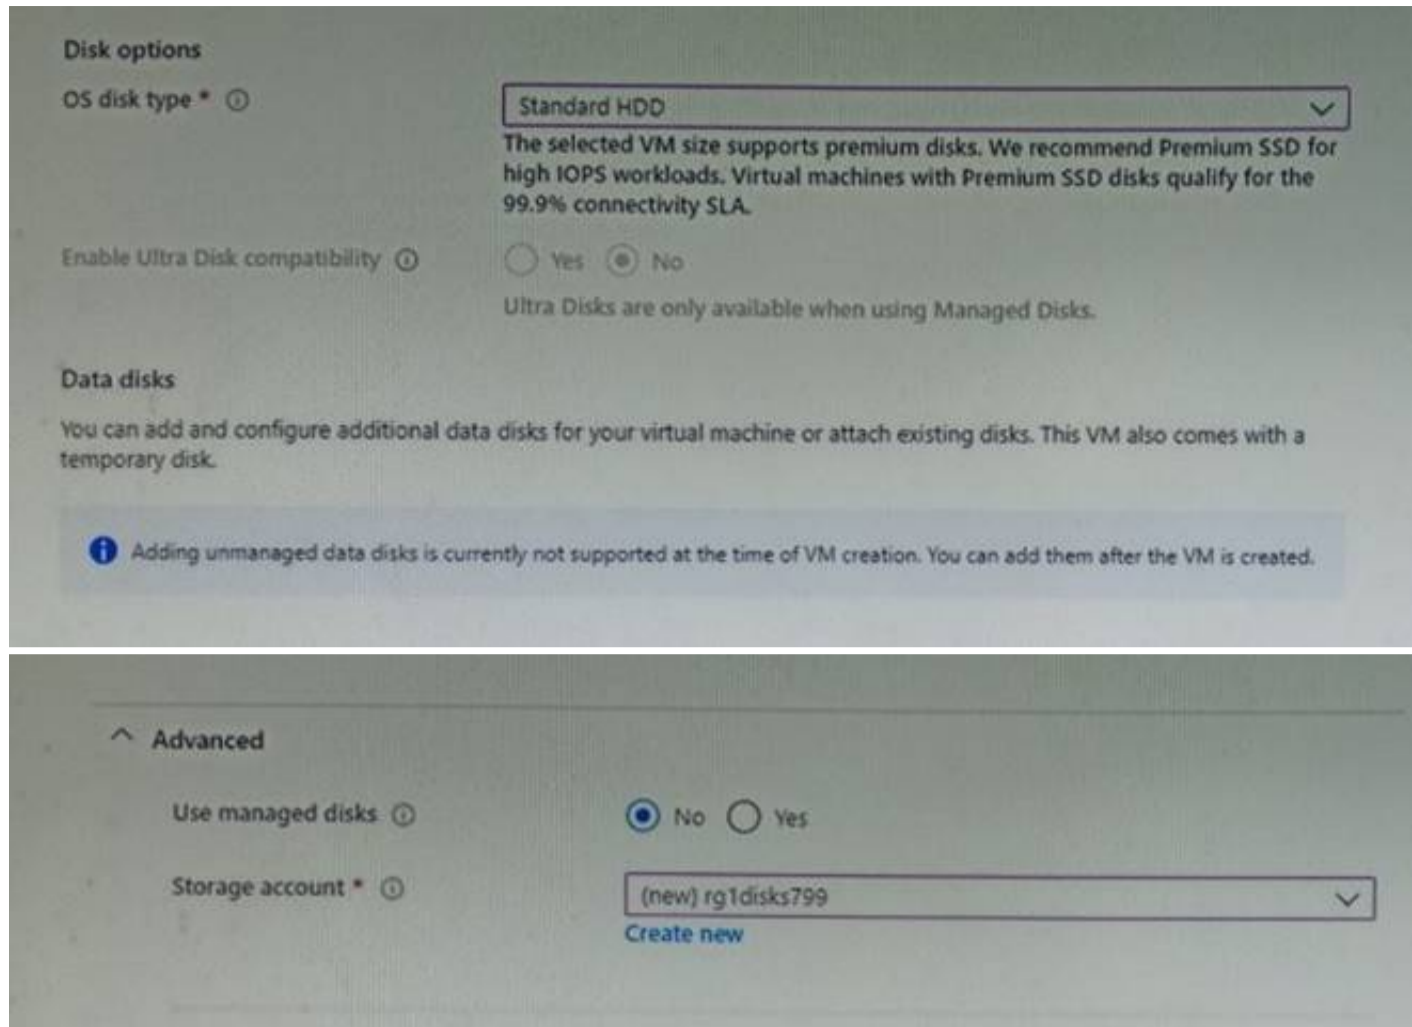 Disk options
OS disk type *
Standard HDD
The selected VM size supports premium disks. We recommend Premium SSD for
high IOPS workloads. Virtual machines with Premium SSD disks qualify for the
99.9% connectivity SLA.
Enable Ultra Disk compatibility
Yes No
Ultra Disks are only available when using Managed Disks.
Data disks
You can add and configure additional data disks for your virtual machine or attach existing disks. This VM also comes with a
temporary disk.
Adding unmanaged data disks is currently not supported at the time of VM creation. You can add them after the VM is created.
Advanced
Use managed disks
No Yes
Storage account *
(new) rg1disks799
Create new